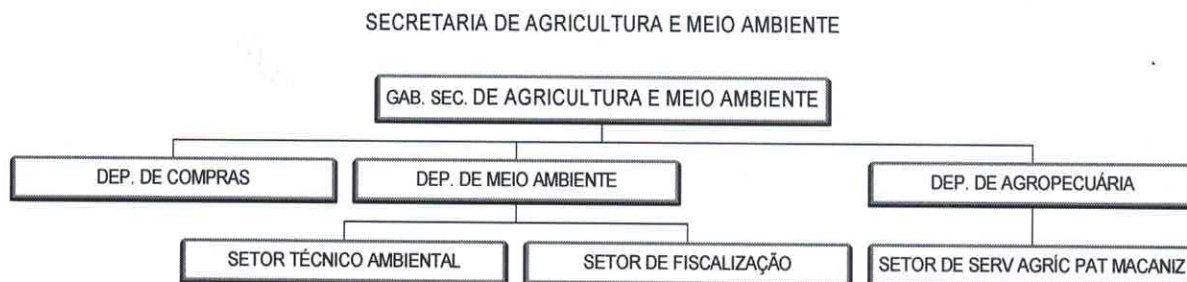 SECRETARIA DE AGRICULTURA E MEIO AMBIENTE
GAB. SEC. DE AGRICULTURA E MEIO AMBIENTE
DEP. DE COMPRAS
DEP. DE MEIO AMBIENTE
DEP. DE AGROPECUÁRIA
SETOR TÉCNICO AMBIENTAL
SETOR DE FISCALIZAÇÃO
SETOR DE SERV AGRÍC PAT MACANIZ